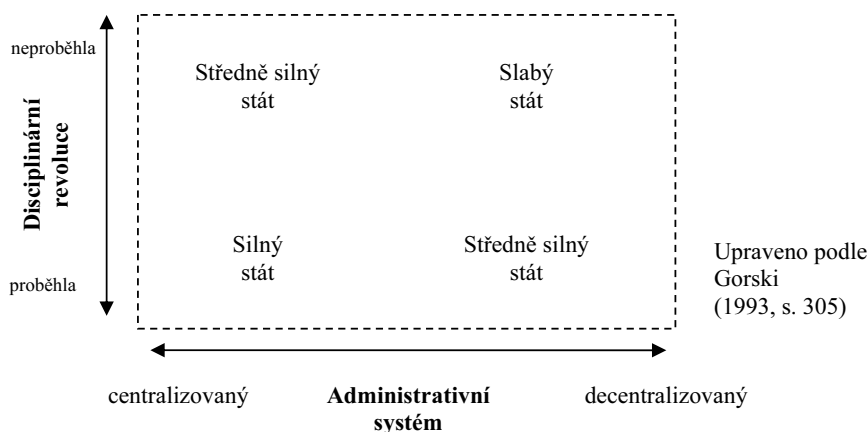 neproběhla
Disciplinární
revoluce
proběhla
Středně silný
stát
Slabý
stát
Silný
stát
Středně silný
stát
Upraveno podle
Gorski
(1993, s. 305)
centralizovaný
Administrativní
systém
decentralizovaný